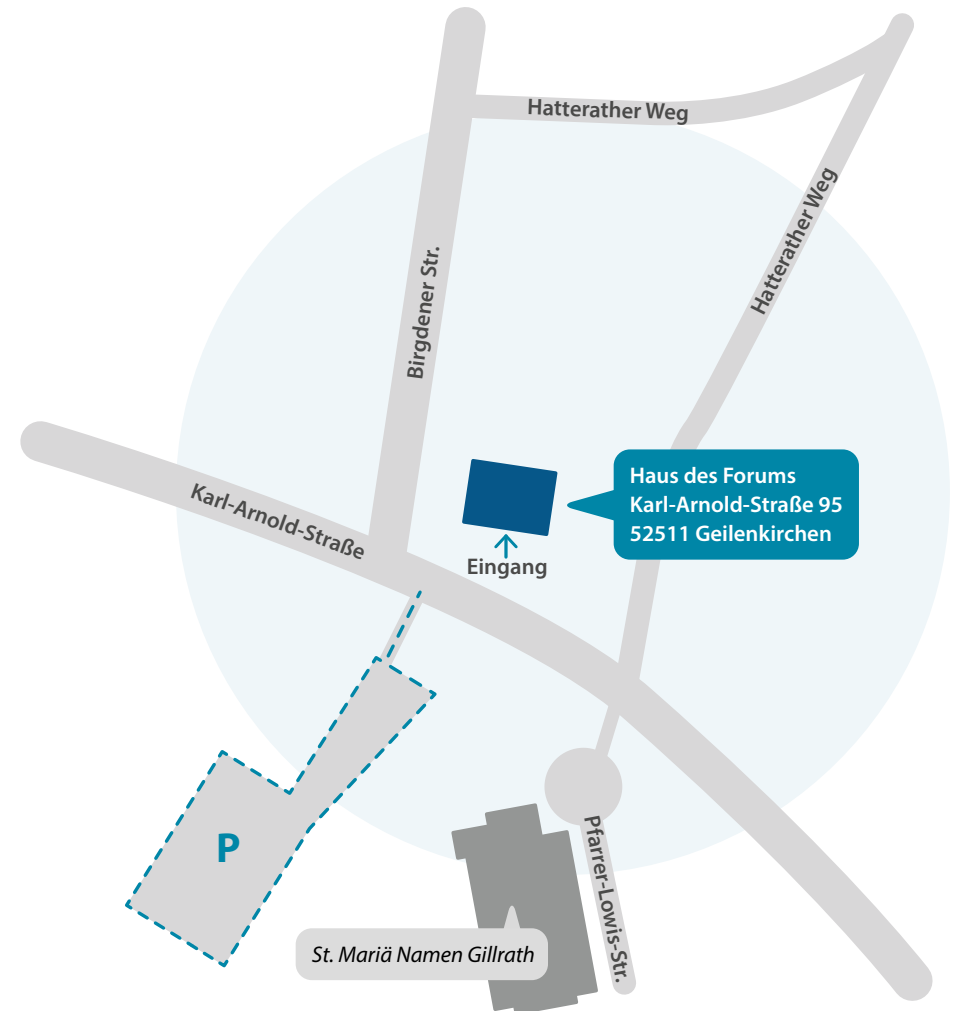 Hatterather Weg
Hatterather Weg
Birgdener Str.
Haus des Forums
Karl-Arnold-Straße 95
52511 Geilenkirchen
Karl-Arnold-Straße
Eingang
P
Pfarrer-Lowis-Str.
St. Mariä Namen Gillrath